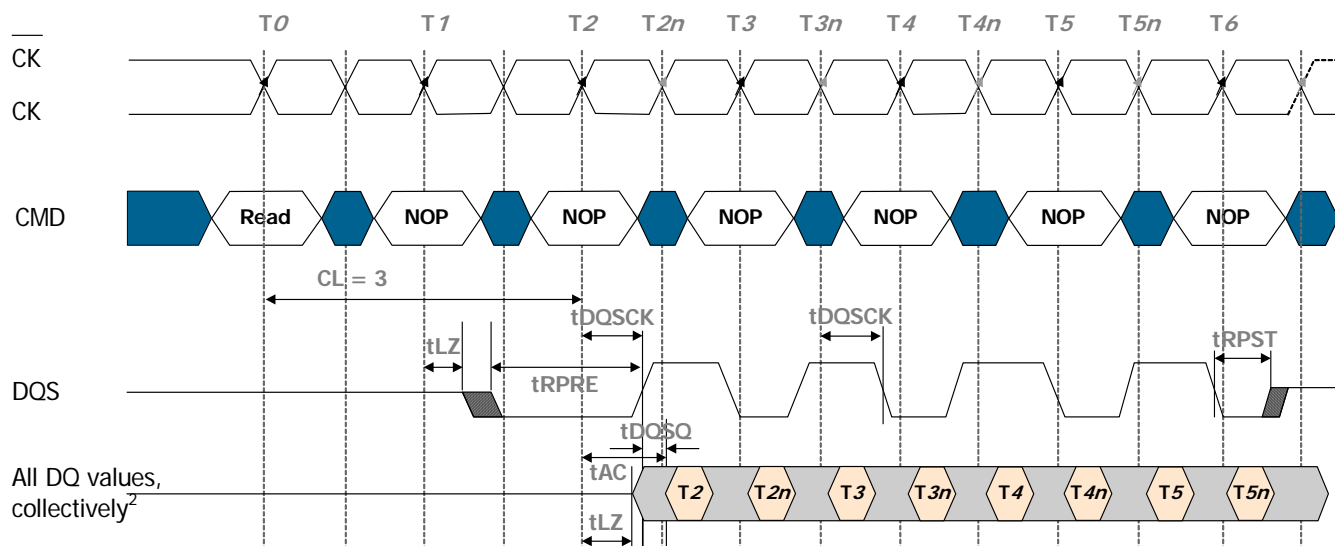 T0 T1 T2 T2n T3 T3n T4 T4n T5 T5n T6
CK
CK
CMD Read NOP NOP NOP NOP NOP NOP
CL = 3
tDQSCK tDQSCK
tLZ tRPST
DQS tRPRE
tDQSQ
All DQ values, tAC
collectively2 T2 T2n T3 T3n T4 T4n T5 T5n
tLZ